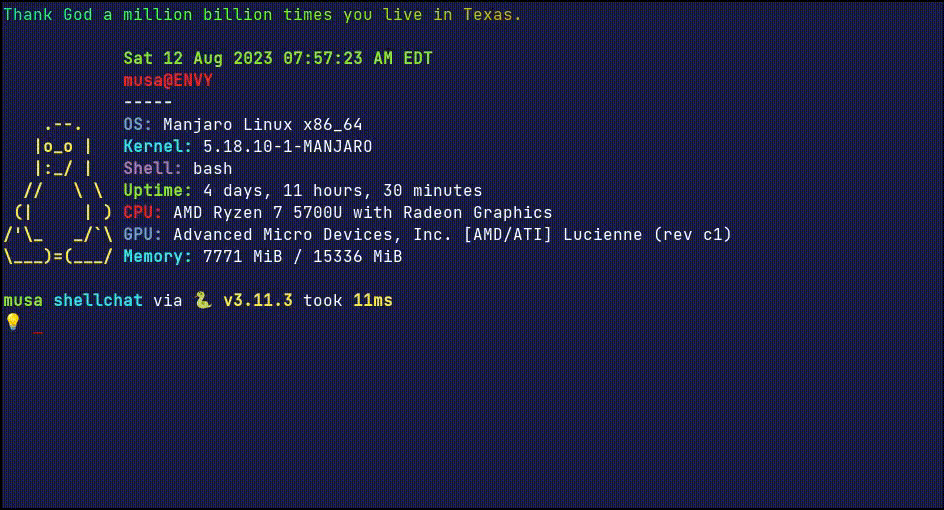 Thank God a million billion times you live in Texas.
Sat 12 Aug 2023 07:57:23 AM EDT
musa@ENVY
-----
.--. OS: Manjaro Linux x86_64
|o_o | Kernel: 5.18.10-1-MANJARO
|:_/ | Shell: bash
// \ \ Uptime: 4 days, 11 hours, 30 minutes
(| | ) CPU: AMD Ryzen 7 5700U with Radeon Graphics
/'\_ _/`\ GPU: Advanced Micro Devices, Inc. [AMD/ATI] Lucienne (rev c1)
\___)=(___/ Memory: 7771 MiB / 15336 MiB
musa shellchat via 🐍 v3.11.3 took 11ms
💡 _